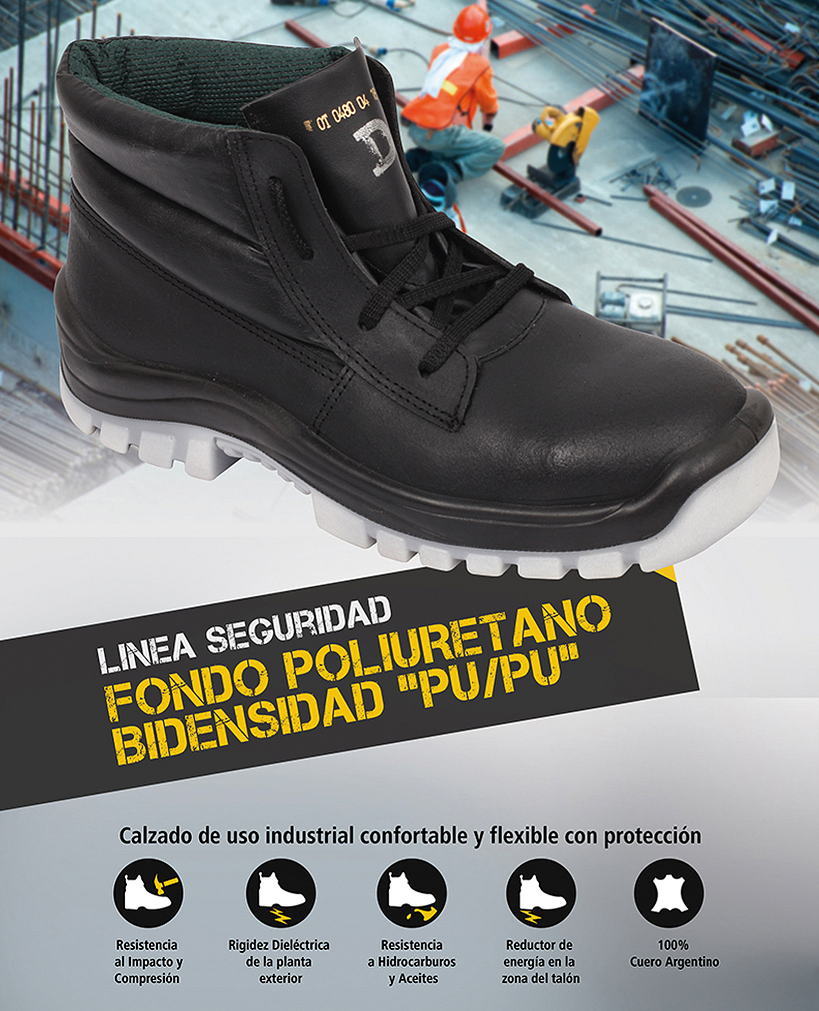 OT 0480 04
D
LINEA SEGURIDAD
FONDO POLIURETANO
BIDENSIDAD "PU/PU"
Calzado de uso industrial confortable y flexible con protección
Resistencia
al Impacto y
Compresión
Rigidez Dieléctrica
de la planta
exterior
Resistencia
a Hidrocarburos
y Aceites
Reductor de
energía en la
zona del talón
100%
Cuero Argentino